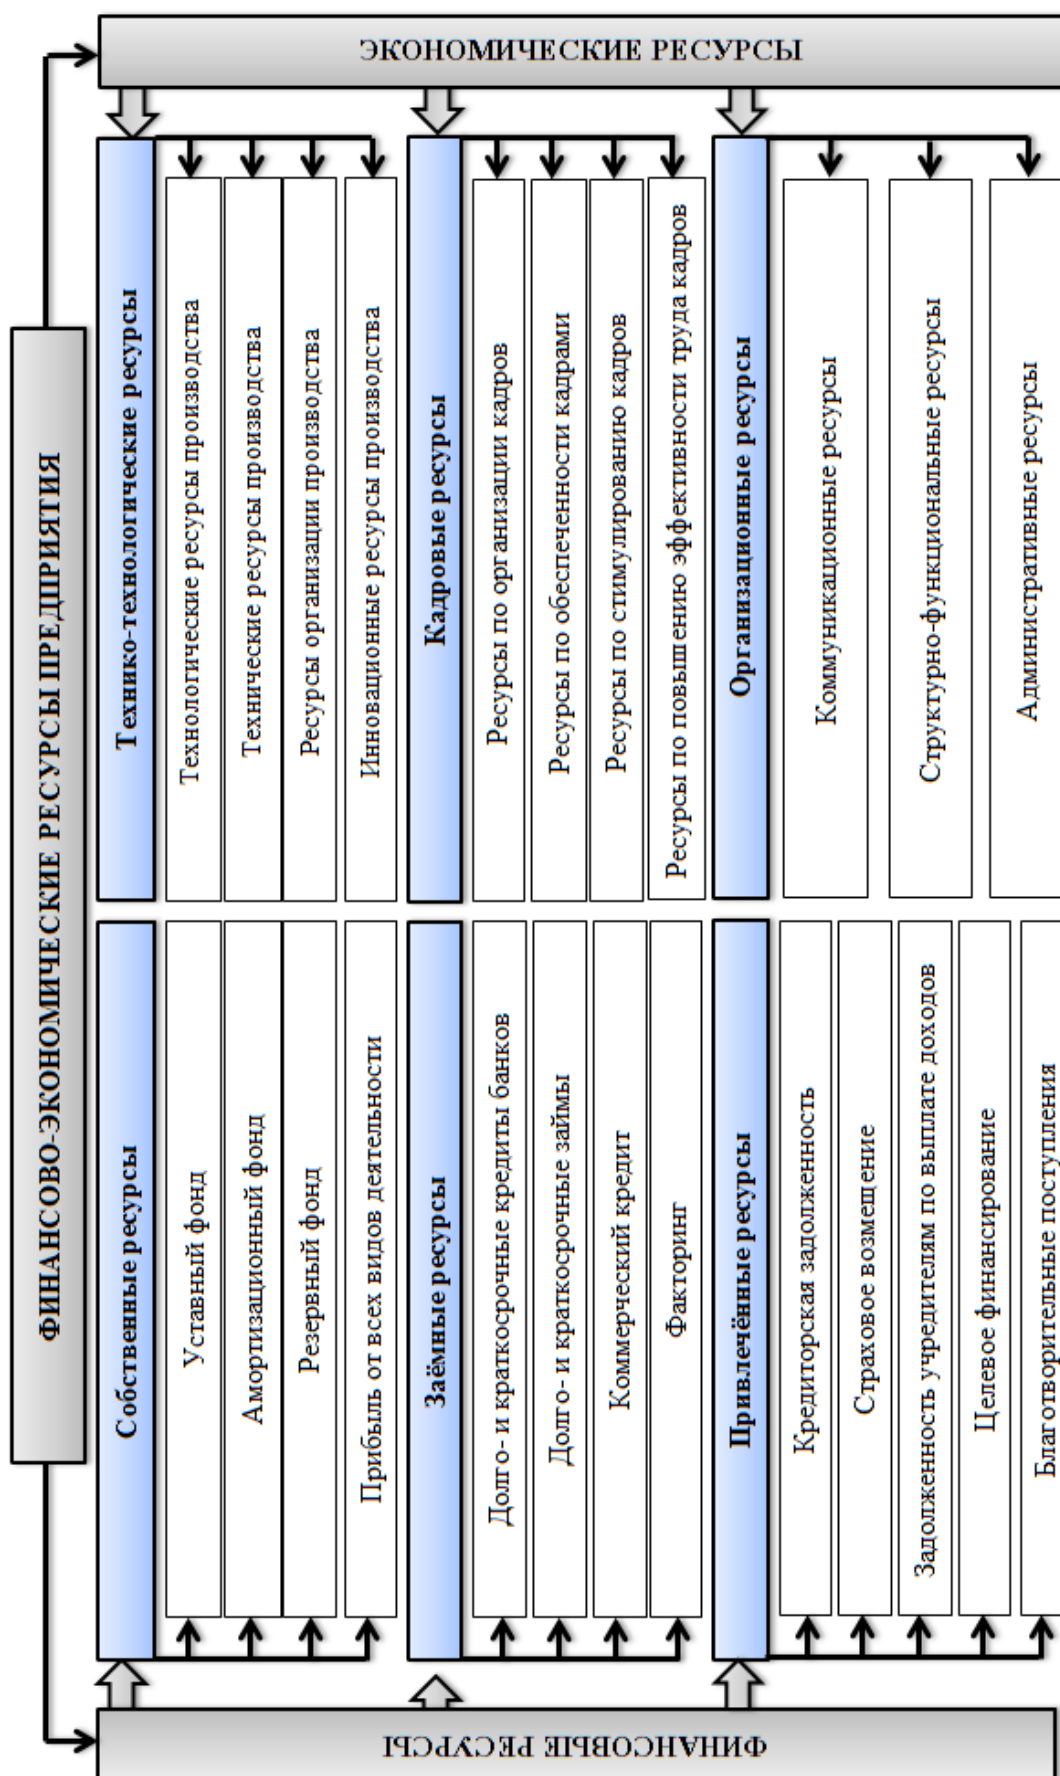 ФИНАНСОВО-ЭКОНОМИЧЕСКИЕ РЕСУРСЫ ПРЕДПРИЯТИЯ
ФИНАНСОВЫЕ РЕСУРСЫ
Собственные ресурсы
Уставный фонд
Амортизационный фонд
Резервный фонд
Прибыль от всех видов деятельности
Заёмные ресурсы
Долго- и краткосрочные кредиты банков
Долго- и краткосрочные займы
Коммерческий кредит
Факторинг
Привлечённые ресурсы
Кредиторская задолженность
Страховое возмещение
Задолженность учредителям по выплате доходов
Целевое финансирование
Благотворительные поступления
ЭКОНОМИЧЕСКИЕ РЕСУРСЫ
Технико-технологические ресурсы
Технологические ресурсы производства
Технические ресурсы производства
Ресурсы организации производства
Инновационные ресурсы производства
Кадровые ресурсы
Ресурсы по организации кадров
Ресурсы по обеспеченности кадрами
Ресурсы по стимулированию кадров
Ресурсы по повышению эффективности труда кадров
Организационные ресурсы
Коммуникационные ресурсы
Структурно-функциональные ресурсы
Административные ресурсы